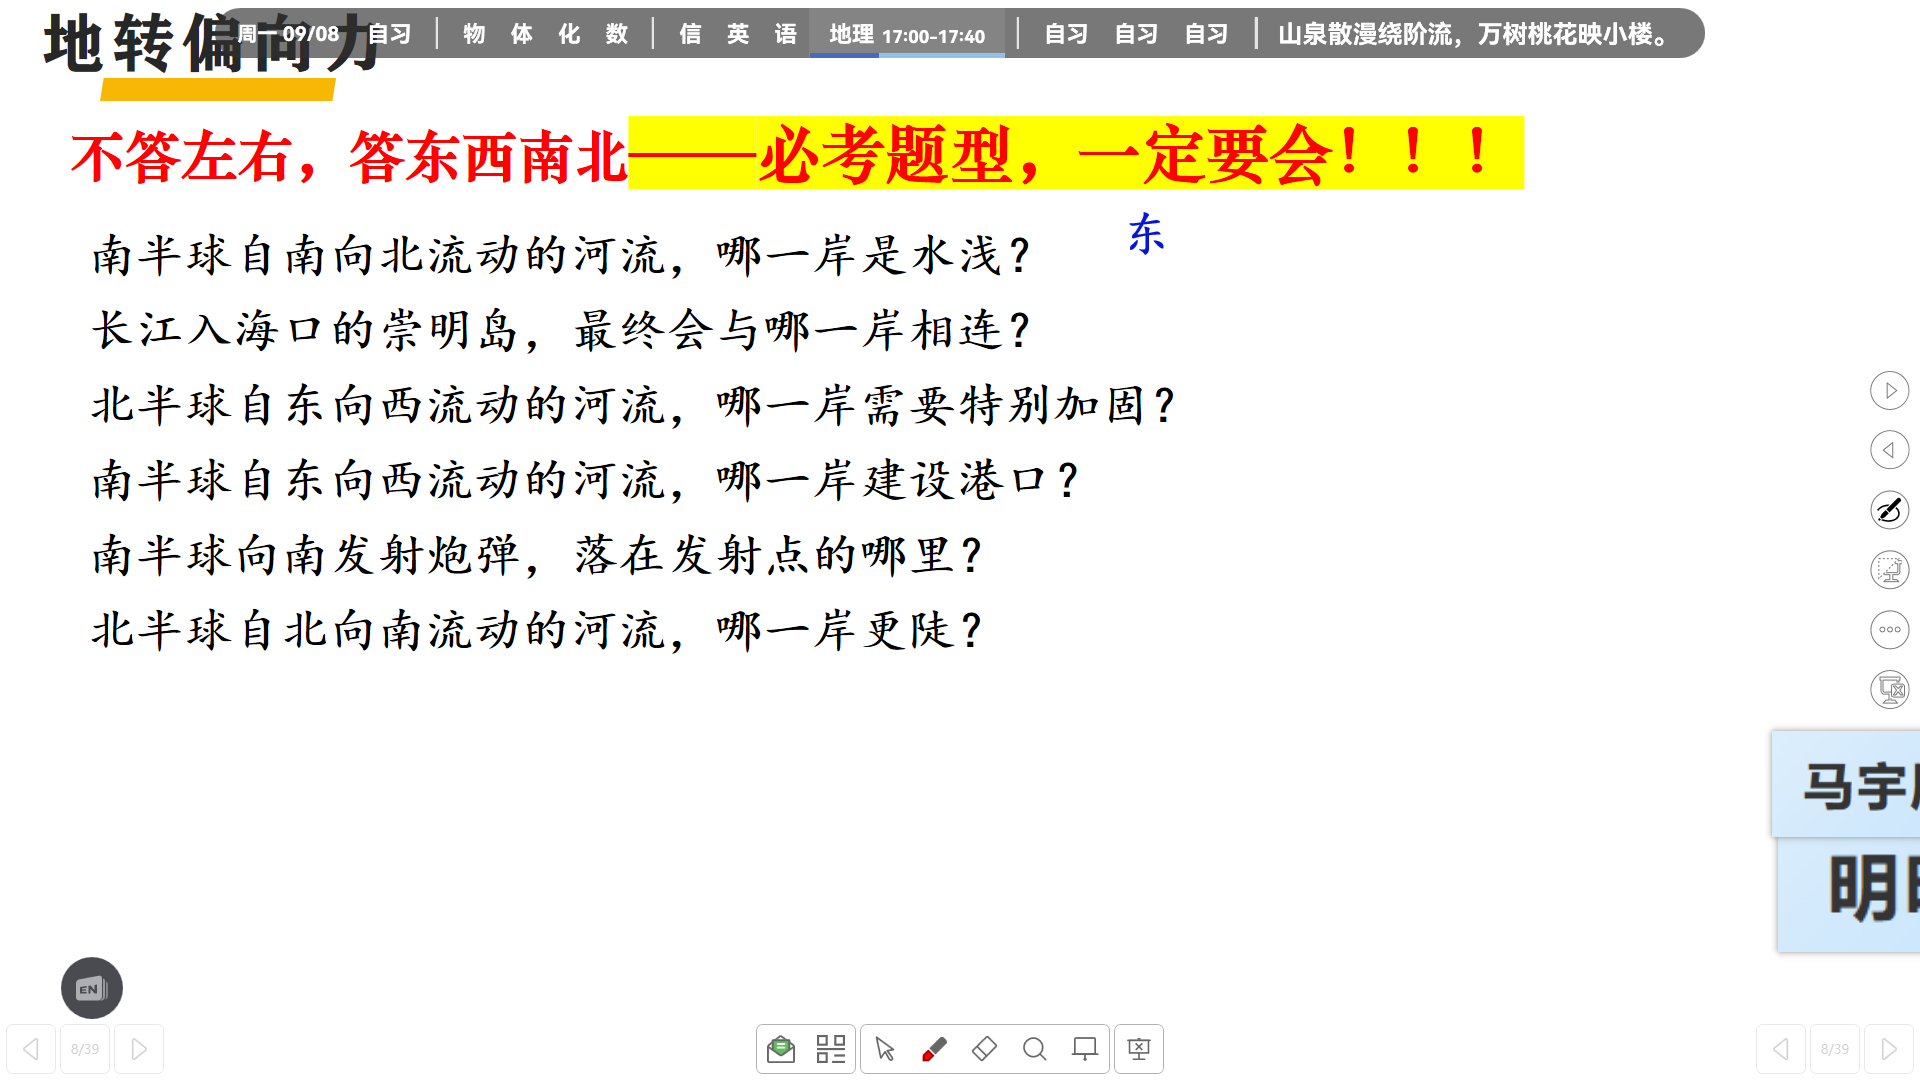 地转偏向力
周一 09/08 自习 物 体 化 数 信 英 语 地理 17:00-17:40 自习 自习 自习 山泉散漫绕阶流，万树桃花映小楼。
不答左右，答东西南北——必考题型，一定要会！！！
东
南半球自南向北流动的河流，哪一岸是水浅？
长江入海口的崇明岛，最终会与哪一岸相连？
北半球自东向西流动的河流，哪一岸需要特别加固？
南半球自东向西流动的河流，哪一岸建设港口？
南半球向南发射炮弹，落在发射点的哪里？
北半球自北向南流动的河流，哪一岸更陡？
马宇
明
EN
8/39
8/39